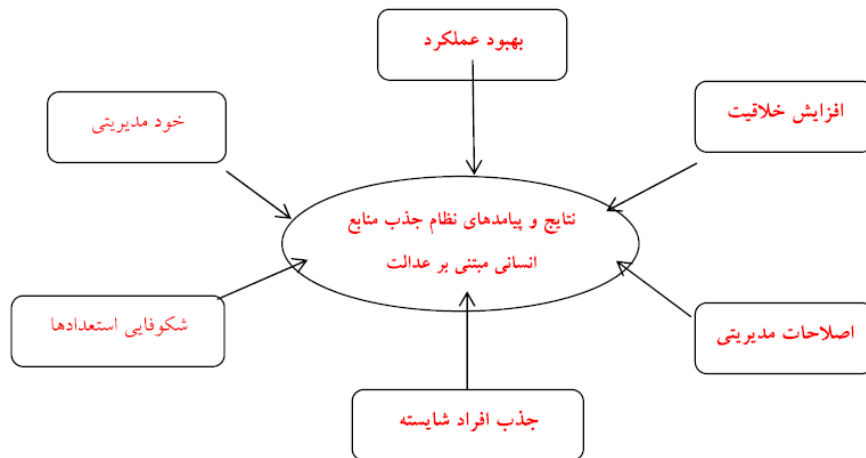 بهبود عملکرد
افزایش خلاقیت
خود مدیریتی
نتایج و پیامدهای نظام جذب منابع
انسانی مبتنی بر عدالت
شکوفایی استعدادها
اصلاحات مدیریتی
جذب افراد شایسته